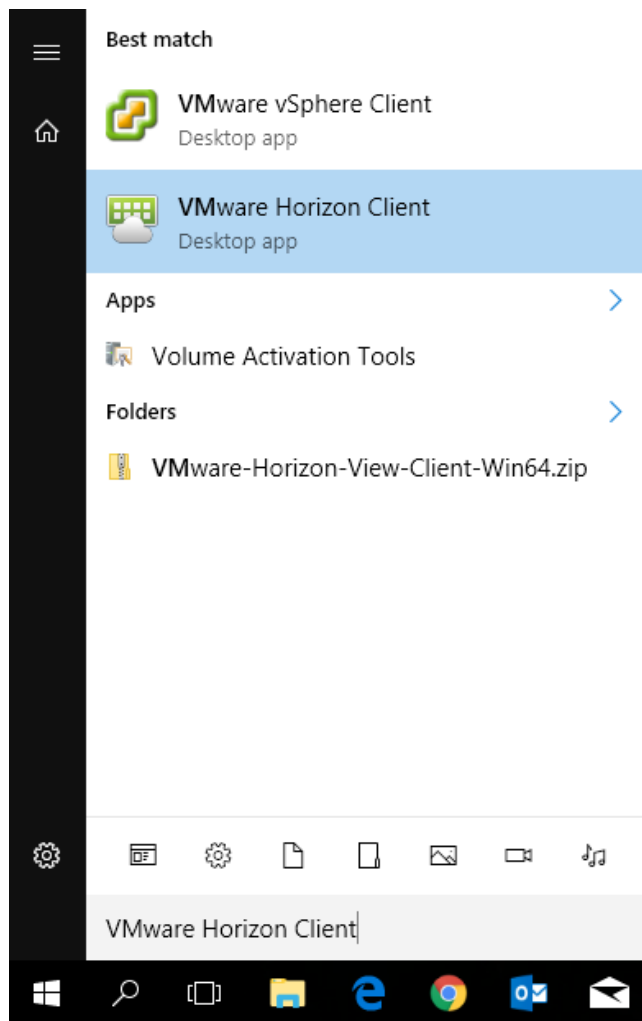 Best match
VMware vSphere Client
Desktop app
VMware Horizon Client
Desktop app
Apps
Volume Activation Tools
Folders
VMware-Horizon-View-Client-Win64.zip
VMware Horizon Client